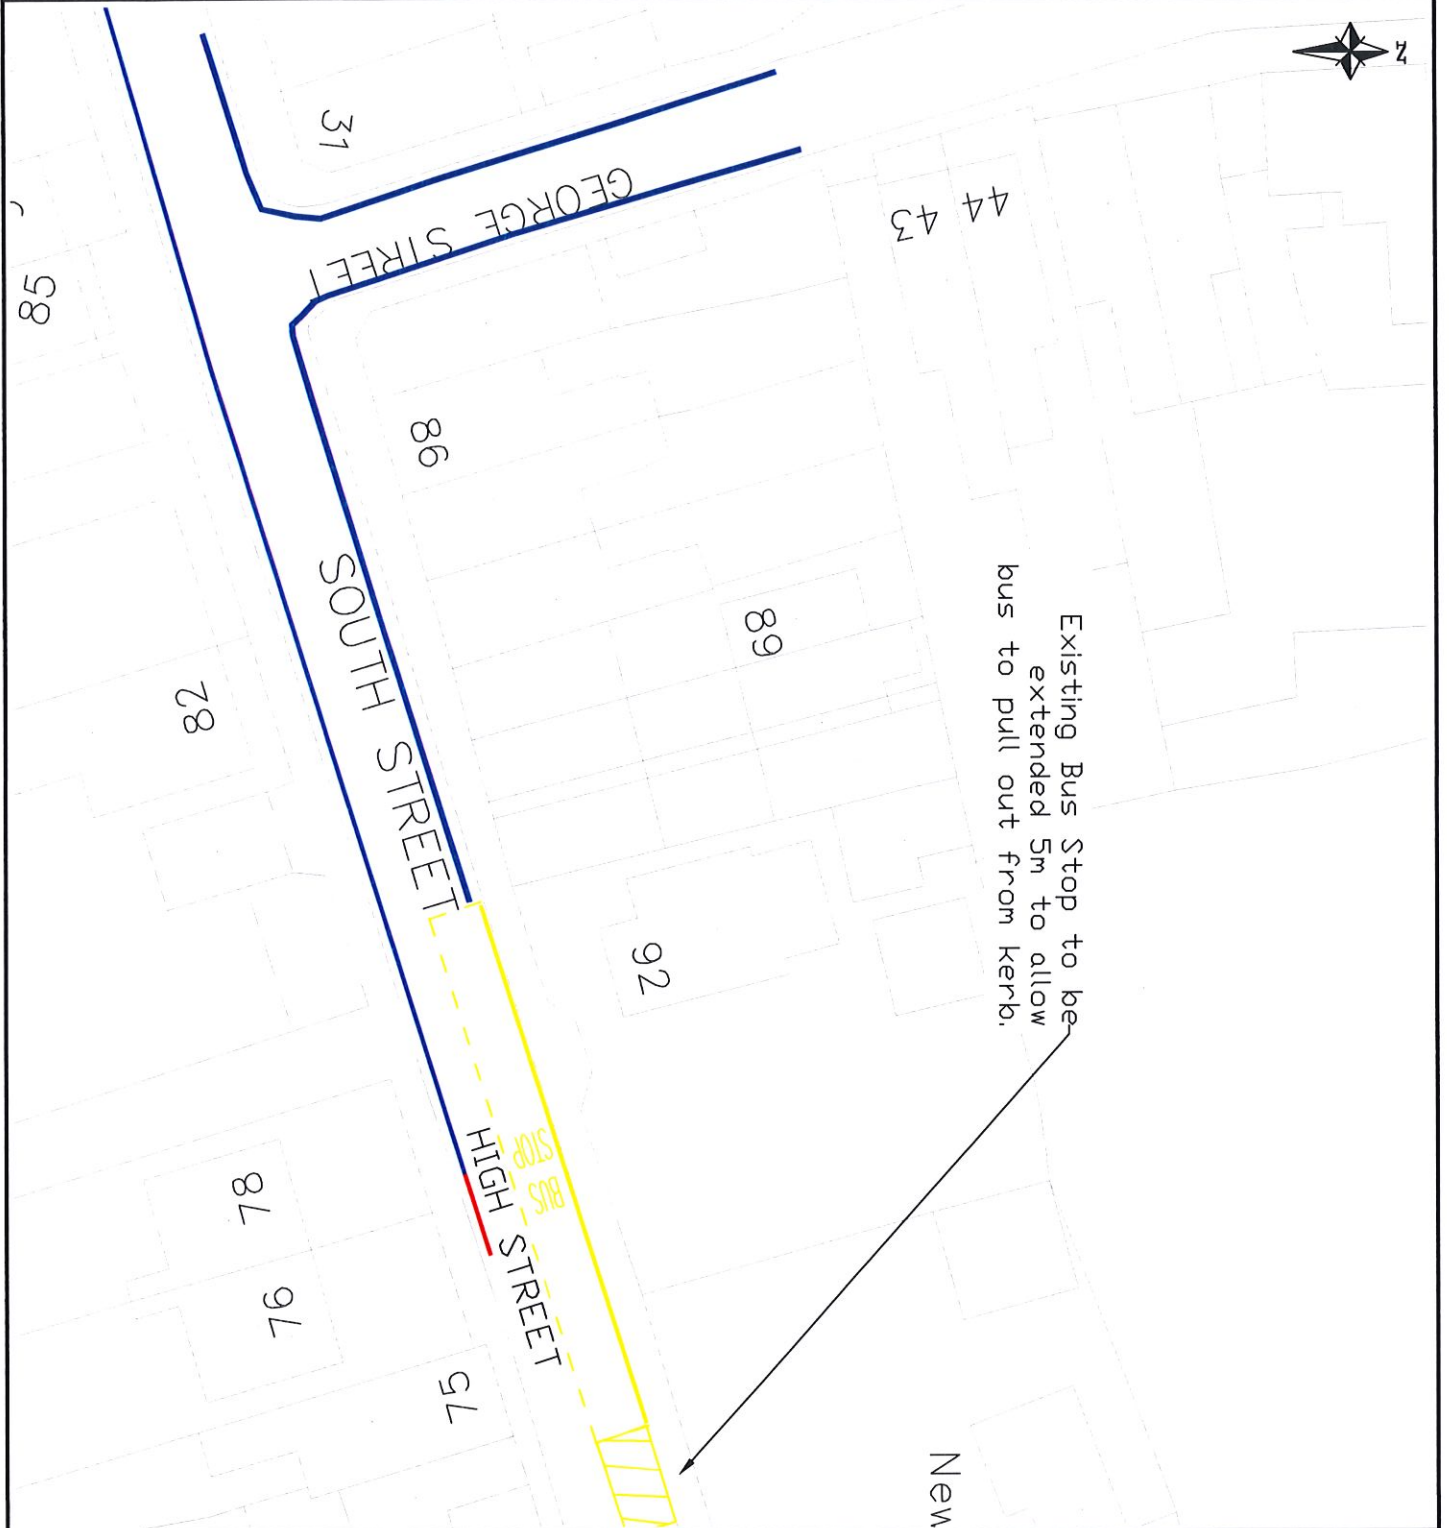 N
31
GEORGE STREET
44
43
85
86
SOUTH STREET
89
82
Existing Bus Stop to be
extended 5m to allow
bus to pull out from kerb.
92
BUS
STOP
HIGH STREET
78
76
75
New